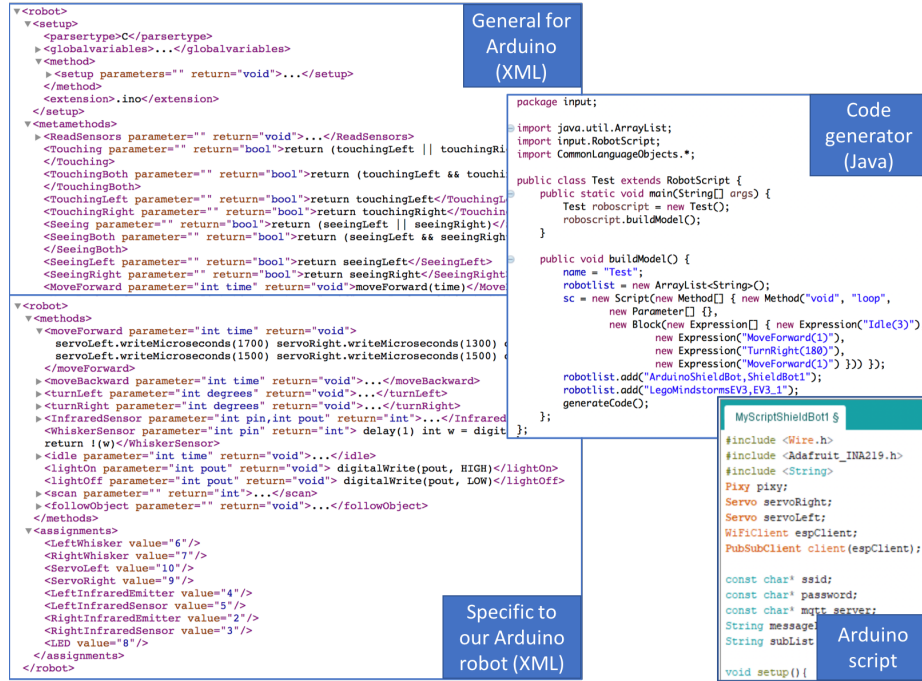 <robot>
<setup>
<parsertype>C</parsertype>
<globalvariables>...</globalvariables>
<method>
<setup parameters="" return="void">...</setup>
</method>
<extension>.ino</extension>
</setup>
<metamethods>
<ReadSensors parameter="" return="void">...</ReadSensors>
<Touching parameter="" return="bool">return (touchingLeft || touchingRi
</Touching>
<TouchingBoth parameter="" return="bool">return (touchingLeft && touchi
</TouchingBoth>
<TouchingLeft parameter="" return="bool">return touchingLeft</TouchingL
<TouchingRight parameter="" return="bool">return touchingRight</Touchin
<Seeing parameter="" return="bool">return (seeingLeft || seeingRight)</
<SeeingBoth parameter="" return="bool">return (seeingLeft && seeingRigh
</SeeingBoth>
<SeeingLeft parameter="" return="bool">return seeingLeft</SeeingLeft>
<SeeingRight parameter="" return="bool">return seeingRight</SeeingRight
<MoveForward parameter="int time" return="void">moveForward(time)</Move
General for
Arduino
(XML)
package input;
import java.util.ArrayList;
import input.RobotScript;
import CommonLanguageObjects.*;
public class Test extends RobotScript {
public static void main(String[] args) {
Test roboscript = new Test();
roboscript.buildModel();
}
public void buildModel() {
name = "Test";
robotlist = new ArrayList<String>();
sc = new Script(new Method[] { new Method("void", "loop",
new Parameter[] {},
new Block(new Expression[] { new Expression("Idle(3)")
new Expression("MoveForward(1)"),
new Expression("TurnRight(180)"),
new Expression("MoveForward(1)") })) });
robotlist.add("ArduinoShieldBot,ShieldBot1");
robotlist.add("LegoMindstormsEV3,EV3_1");
generateCode();
};
};
Code
generator
(Java)
<robot>
<methods>
<moveForward parameter="int time" return="void">
servoLeft.writeMicroseconds(1700) servoRight.writeMicroseconds(1300)
servoLeft.writeMicroseconds(1500) servoRight.writeMicroseconds(1500)
</moveForward>
<moveBackward parameter="int time" return="void">...</moveBackward>
<turnLeft parameter="int degrees" return="void">...</turnLeft>
<turnRight parameter="int degrees" return="void">...</turnRight>
<InfraredSensor parameter="int pin,int pout" return="int">...</Infrared
<WhiskerSensor parameter="int pin" return="int"> delay(1) int w = digit
return !(w)</WhiskerSensor>
<idle parameter="int time" return="void">...</idle>
<lightOn parameter="int pout" return="void"> digitalWrite(pout, HIGH)</lightOn>
<lightOff parameter="int pout" return="void"> digitalWrite(pout, LOW)</lightOff>
<scan parameter="" return="int">...</scan>
<followObject parameter="" return="void">...</followObject>
</methods>
<assignments>
<LeftWhisker value="6"/>
<RightWhisker value="7"/>
<ServoLeft value="10"/>
<ServoRight value="9"/>
<LeftInfraredEmitter value="4"/>
<LeftInfraredSensor value="5"/>
<RightInfraredEmitter value="2"/>
<RightInfraredSensor value="3"/>
<LED value="8"/>
</assignments>
</robot>
Specific to
our Arduino
robot (XML)
MyScriptShieldBot1 §
#include <Wire.h>
#include <Adafruit_INA219.h>
#include <String>
Pixy pixy;
Servo servoRight;
Servo servoLeft;
WiFiClient espClient;
PubSubClient client(espClient);
const char* ssid;
const char* password;
const char* mqtt_server;
String message
String subList
void setup(){
Arduino
script